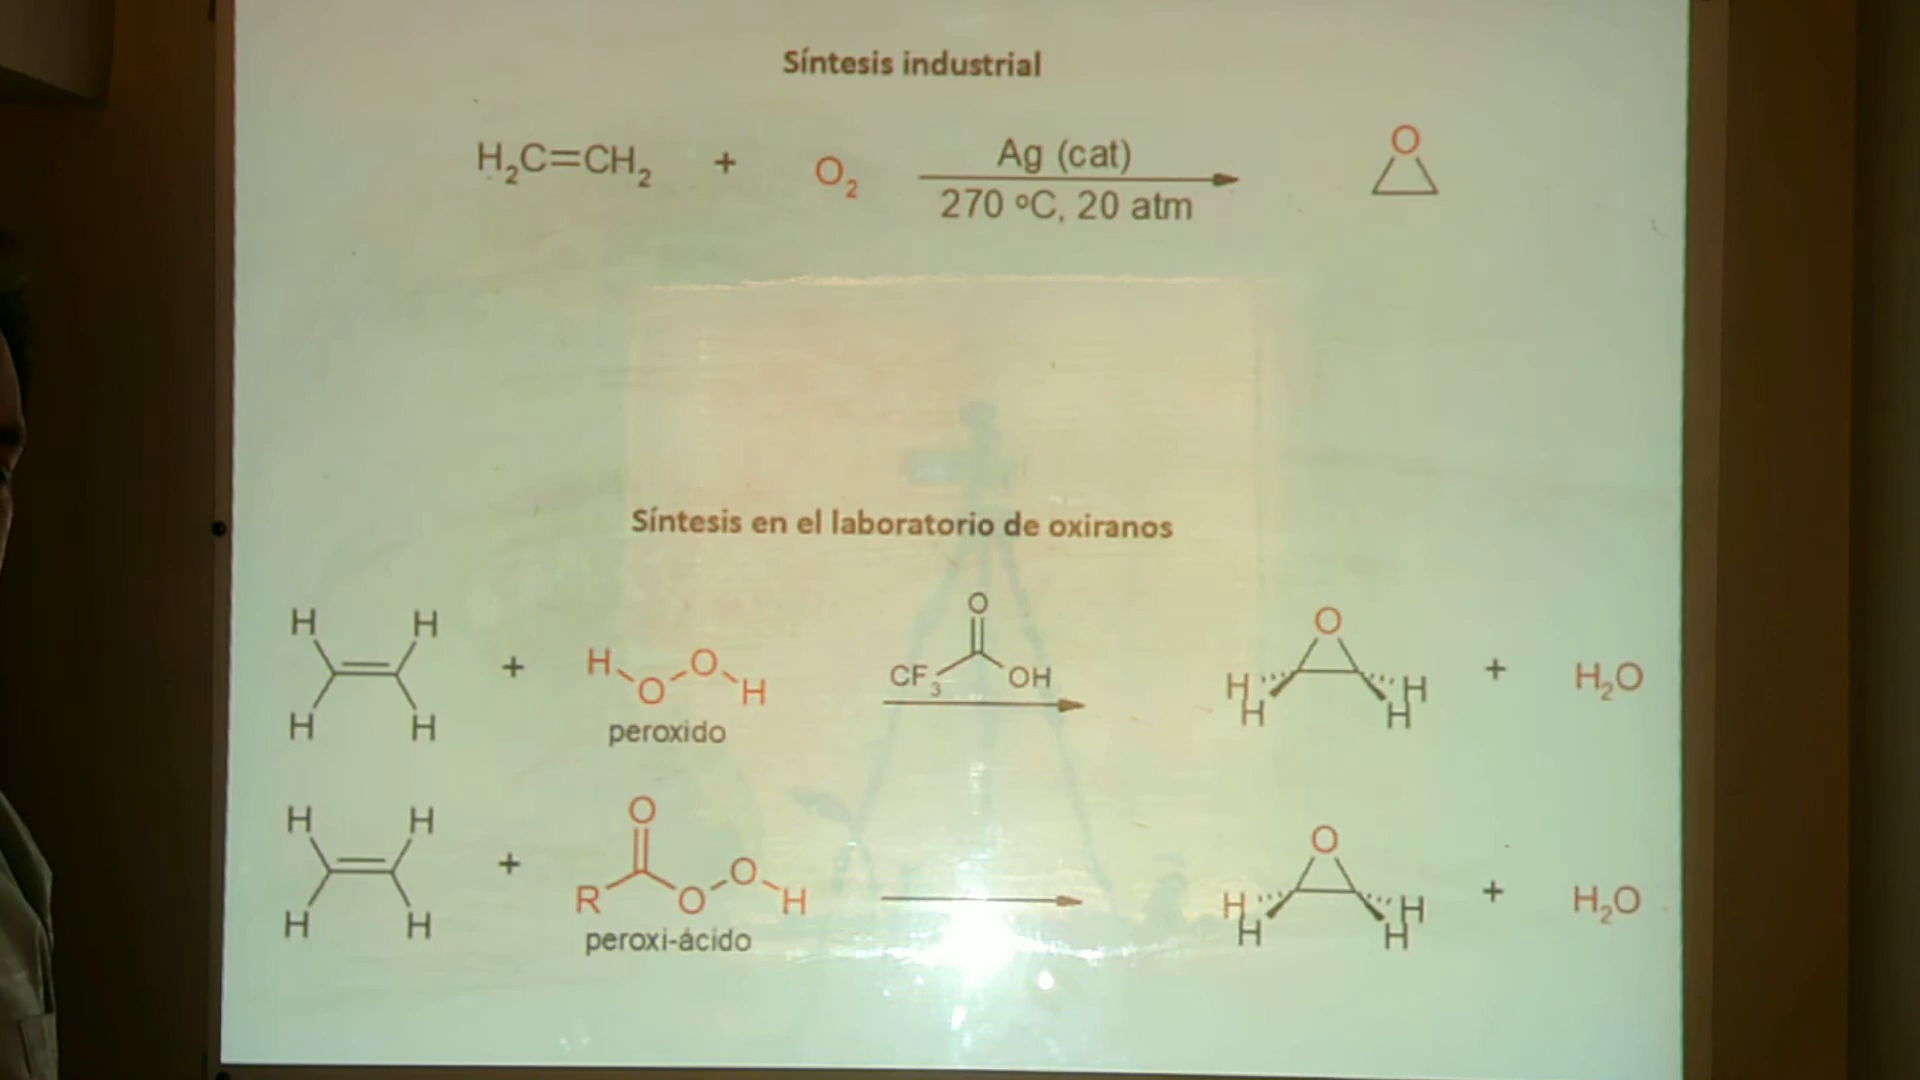 Síntesis industrial
H₂C=CH₂ + O₂ Ag (cat) O
270 ºC, 20 atm
Síntesis en el laboratorio de oxiranos
O O
H H + H O O H CF₃ OH H H + H₂O
H H peroxido H H
H H O O
+ R O O H H H + H₂O
H H peroxi-ácido H H